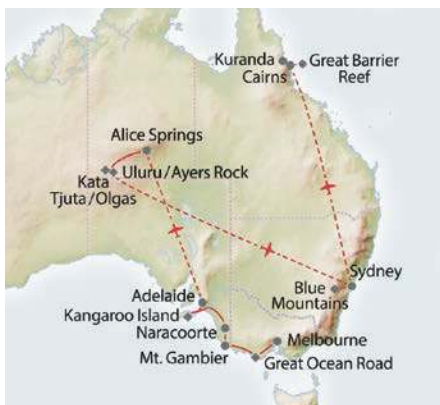 Kuranda
Cairns
Great Barrier
Reef
Alice Springs
Uluru/Ayers Rock
Kata
Tjuta/Olgas
Sydney
Blue
Mountains
Adelaide
Kangaroo Island
Naracoorte
Mt. Gambier
Melbourne
Great Ocean Road